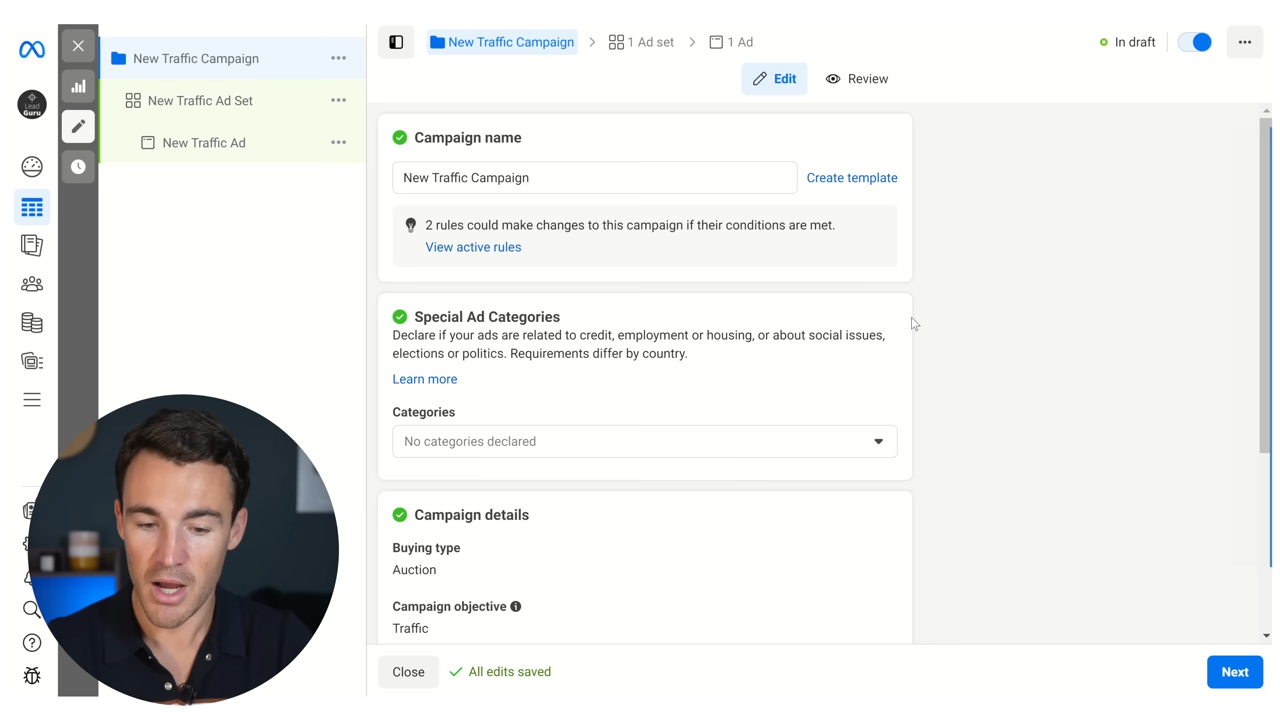 Lead
Guru
New Traffic Campaign
New Traffic Ad Set
New Traffic Ad
New Traffic Campaign
1 Ad set
1 Ad
In draft
Edit
Review
Campaign name
New Traffic Campaign
Create template
2 rules could make changes to this campaign if their conditions are met.
View active rules
Special Ad Categories
Declare if your ads are related to credit, employment or housing, or about social issues,
elections or politics. Requirements differ by country.
Learn more
Categories
No categories declared
Campaign details
Buying type
Auction
Campaign objective
Traffic
Close
All edits saved
Next